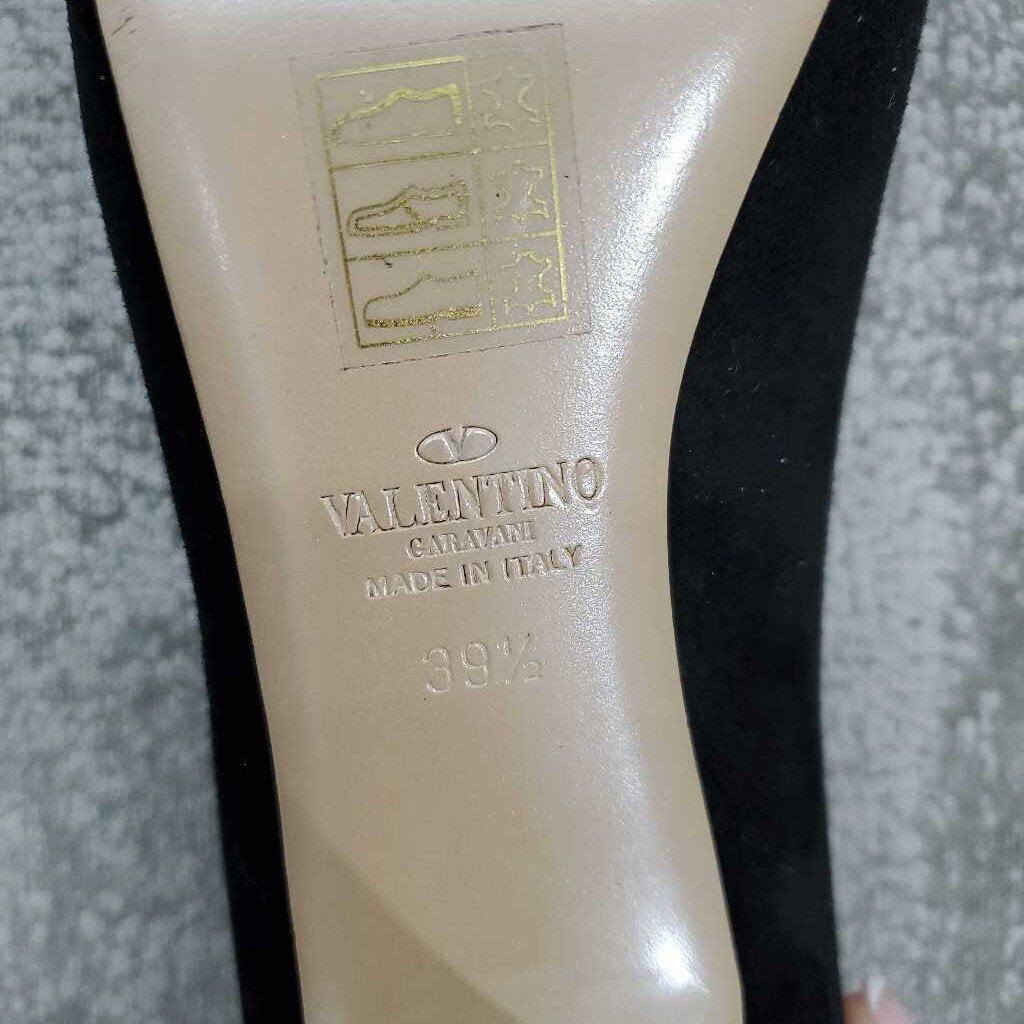 V
VALENTINO
GARAVANI
MADE IN ITALY
39½